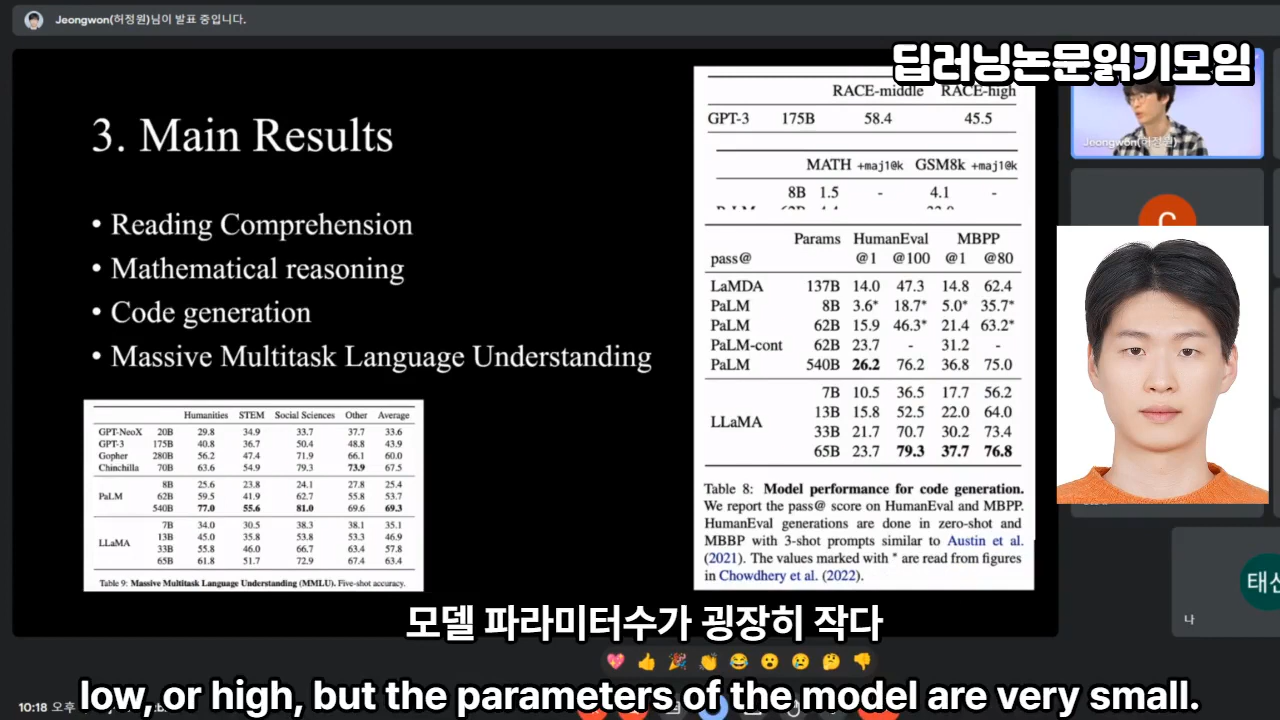 Jeongwon(허정원)님이 발표 중입니다.
딥러닝논문읽기모임
3. Main Results
• Reading Comprehension
• Mathematical reasoning
• Code generation
• Massive Multitask Language Understanding
Humanities STEM Social Sciences Other Average
GPT-NeoX 20B 29.8 34.9 33.7 37.7 33.6
GPT-3 175B 40.8 36.7 50.4 48.8 43.9
Gopher 280B 56.2 47.4 71.9 66.1 60.0
Chinchilla 70B 63.6 54.9 79.3 73.9 67.5
PaLM
8B 25.6 23.8 24.1 27.8 25.4
62B 59.5 41.9 62.7 55.8 53.7
540B 77.0 55.6 81.0 69.6 69.3
LLaMA
7B 34.0 30.5 38.3 38.1 35.1
13B 45.0 35.8 53.8 53.3 46.9
33B 55.8 46.0 66.7 63.4 57.8
65B 61.8 51.7 72.9 67.4 63.4
Table 9: Massive Multitask Language Understanding (MMLU). Five-shot accuracy.
RACE-middle RACE-high
GPT-3 175B 58.4 45.5
MATH +maj1@k GSM8k +maj1@k
8B 1.5 - 4.1 -
Params HumanEval MBPP
pass@ @1 @100 @1 @80
LaMDA 137B 14.0 47.3 14.8 62.4
PaLM 8B 3.6* 18.7* 5.0* 35.7*
PaLM 62B 15.9 46.3* 21.4 63.2*
PaLM-cont 62B 23.7 - 31.2 -
PaLM 540B 26.2 76.2 36.8 75.0
LLaMA
7B 10.5 36.5 17.7 56.2
13B 15.8 52.5 22.0 64.0
33B 21.7 70.7 30.2 73.4
65B 23.7 79.3 37.7 76.8
Table 8: Model performance for code generation.
We report the pass@ score on HumanEval and MBPP.
HumanEval generations are done in zero-shot and
MBBP with 3-shot prompts similar to Austin et al.
(2021). The values marked with * are read from figures
in Chowdhery et al. (2022).
Jeongwon(허정원)
나
모델 파라미터수가 굉장히 작다
low, or high, but the parameters of the model are very small.
10:18 오후